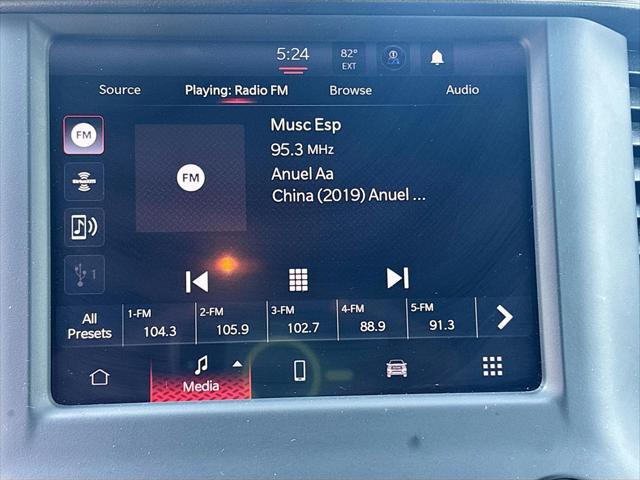 5:24 82°
EXT
Source Playing: Radio FM Browse Audio
FM
Musc Esp
95.3 MHz
FM
Anuel Aa
China (2019) Anuel ...
1
All
Presets
1-FM 2-FM 3-FM 4-FM 5-FM
104.3 105.9 102.7 88.9 91.3
Media